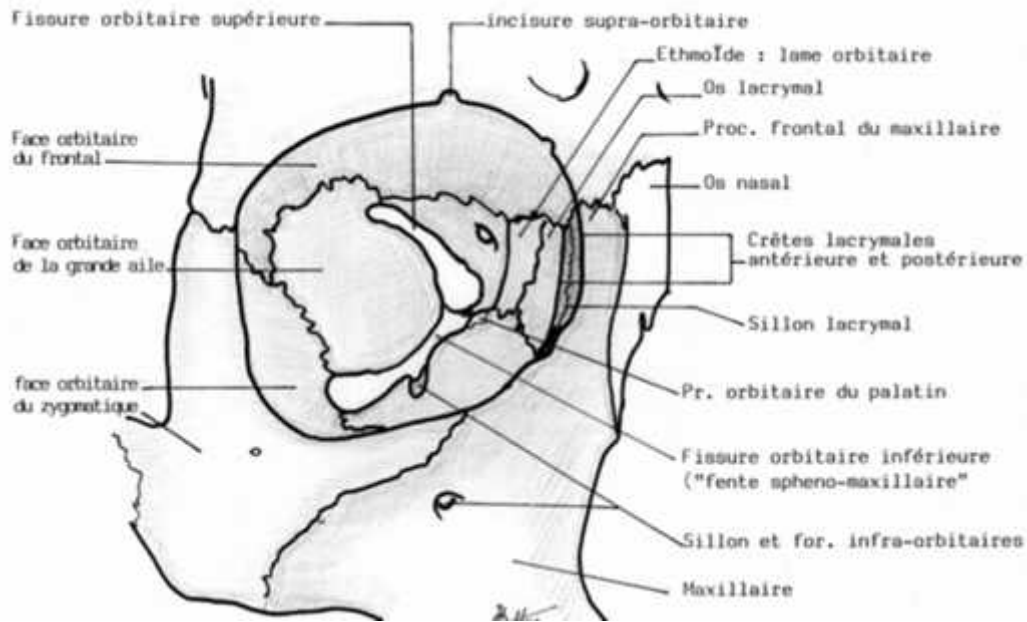 Fissure orbitaire supérieure
incisure supra-orbitaire
Ethmoïde : lame orbitaire
Os lacrymal
Proc. frontal du maxillaire
Os nasal
Face orbitaire
du frontal
Crêtes lacrymales
antérieure et postérieure
Face orbitaire
de la grande aile
Sillon lacrymal
face orbitaire
du zygomatique
Pr. orbitaire du palatin
Fissure orbitaire inférieure
("fente spheno-maxillaire"
Sillon et for. infra-orbitaires
Maxillaire